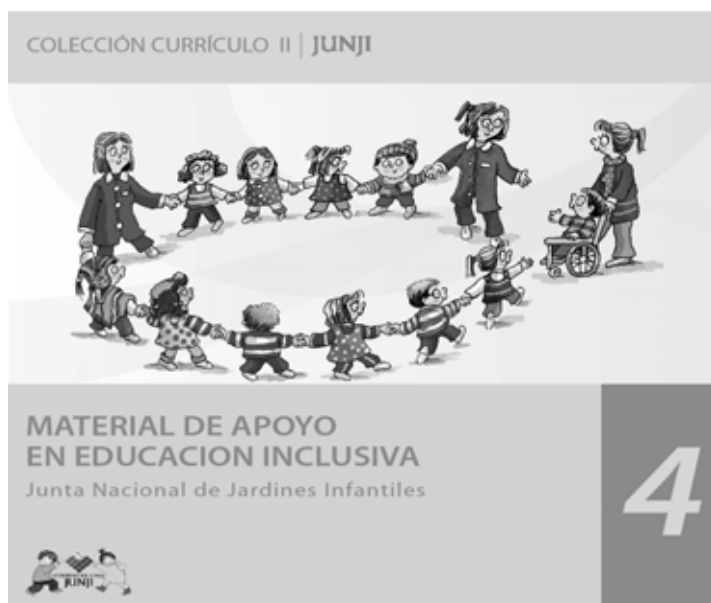 COLECCIÓN CURRÍCULO II | JUNJI
MATERIAL DE APOYO
EN EDUCACION INCLUSIVA
Junta Nacional de Jardines Infantiles
4
JUNJI